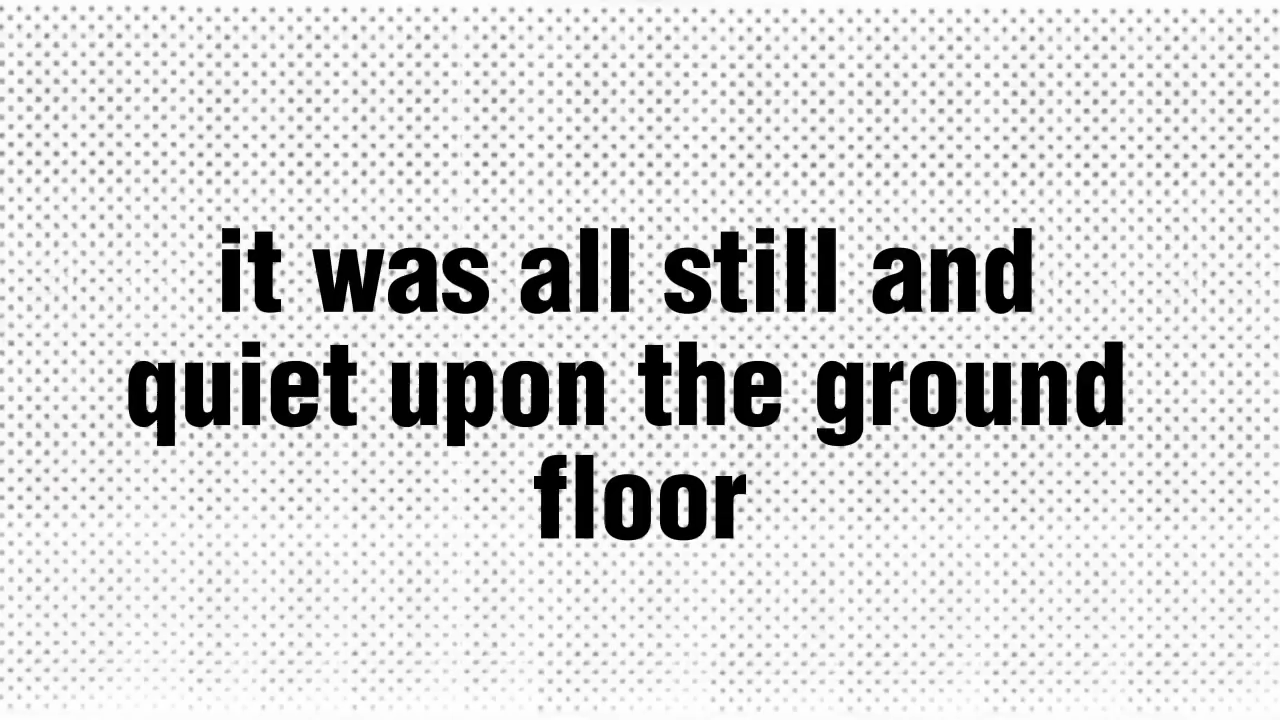 it was all still and
quiet upon the ground
floor